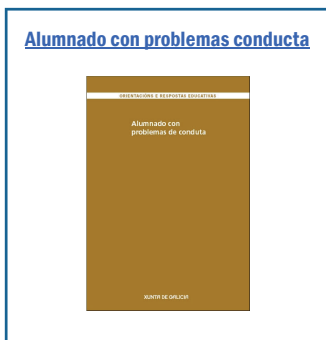 Alumnado con problemas conducta
ORIENTACIÓNS E RESPOSTAS EDUCATIVAS
Alumnado con
problemas de conduta
XUNTA DE GALICIA